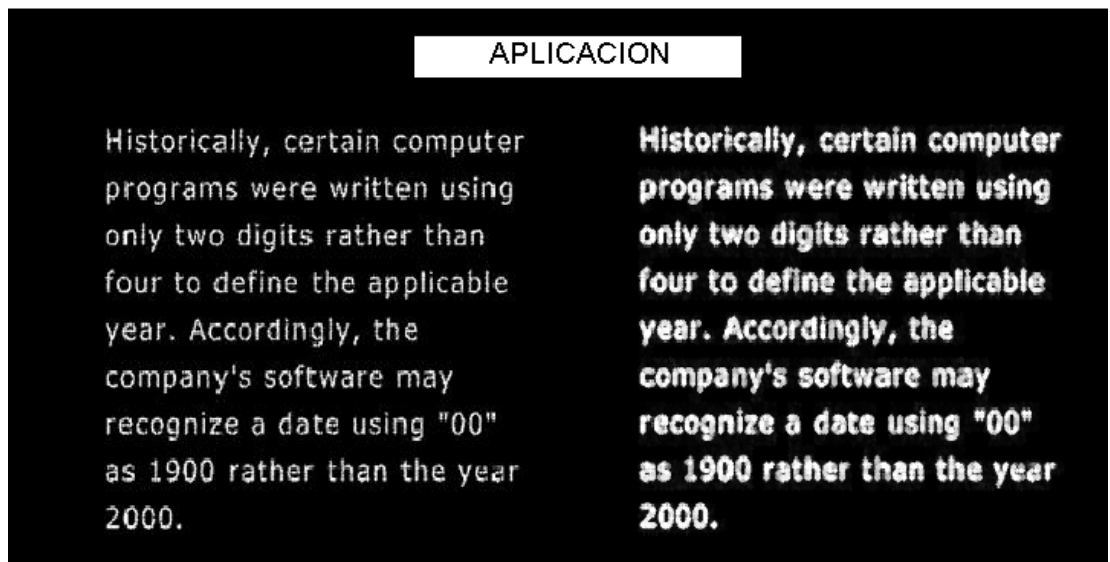 APLICACION
Historically, certain computer
programs were written using
only two digits rather than
four to define the applicable
year. Accordingly, the
company's software may
recognize a date using "00"
as 1900 rather than the year
2000.
Historically, certain computer
programs were written using
only two digits rather than
four to define the applicable
year. Accordingly, the
company's software may
recognize a date using "00"
as 1900 rather than the year
2000.